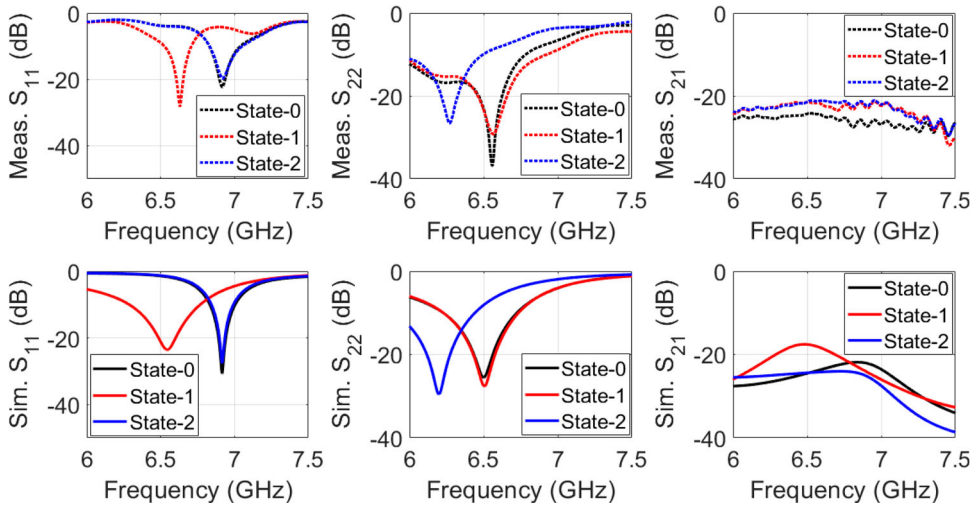 Meas. S11 (dB)
0
-20
-40
6
6.5
7
7.5
Frequency (GHz)
State-0
State-1
State-2
Meas. S22 (dB)
0
-20
-40
6
6.5
7
7.5
Frequency (GHz)
State-0
State-1
State-2
Meas. S21 (dB)
0
-20
-40
6
6.5
7
7.5
Frequency (GHz)
State-0
State-1
State-2
Sim. S11 (dB)
0
-20
-40
6
6.5
7
7.5
Frequency (GHz)
State-0
State-1
State-2
Sim. S22 (dB)
0
-20
-40
6
6.5
7
7.5
Frequency (GHz)
State-0
State-1
State-2
Sim. S21 (dB)
0
-20
-40
6
6.5
7
7.5
Frequency (GHz)
State-0
State-1
State-2